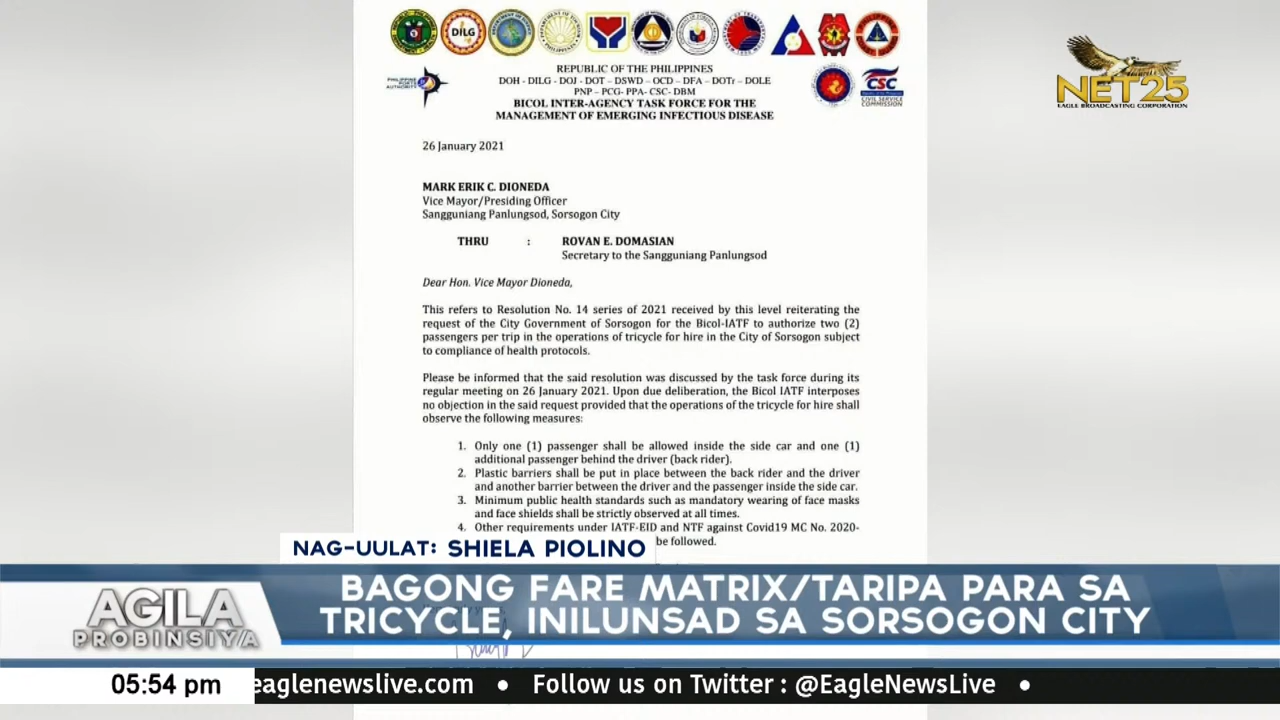 DILG
PHILIPPINE PORTS AUTHORITY
CSC
CIVIL SERVICE COMMISSION
NET25
EAGLE BROADCASTING CORPORATION
REPUBLIC OF THE PHILIPPINES
DOH - DILG - DOJ - DOT – DSWD – OCD – DFA – DOTr – DOLE
PNP – PCG- PPA- CSC- DBM
BICOL INTER-AGENCY TASK FORCE FOR THE
MANAGEMENT OF EMERGING INFECTIOUS DISEASE
26 January 2021
MARK ERIK C. DIONEDA
Vice Mayor/Presiding Officer
Sangguniang Panlungsod, Sorsogon City
THRU : ROVAN E. DOMASIAN
Secretary to the Sangguniang Panlungsod
Dear Hon. Vice Mayor Dioneda,
This refers to Resolution No. 14 series of 2021 received by this level reiterating the
request of the City Government of Sorsogon for the Bicol-IATF to authorize two (2)
passengers per trip in the operations of tricycle for hire in the City of Sorsogon subject
to compliance of health protocols.
Please be informed that the said resolution was discussed by the task force during its
regular meeting on 26 January 2021. Upon due deliberation, the Bicol IATF interposes
no objection in the said request provided that the operations of the tricycle for hire shall
observe the following measures:
1. Only one (1) passenger shall be allowed inside the side car and one (1)
additional passenger behind the driver (back rider).
2. Plastic barriers shall be put in place between the back rider and the driver
and another barrier between the driver and the passenger inside the side car.
3. Minimum public health standards such as mandatory wearing of face masks
and face shields shall be strictly observed at all times.
4. Other requirements under IATF-EID and NTF against Covid19 MC No. 2020-
be followed.
NAG-UULAT: SHIELA PIOLINO
AGILA
PROBINSIYA
BAGONG FARE MATRIX/TARIPA PARA SA
TRICYCLE, INILUNSAD SA SORSOGON CITY
05:54 pm
eaglenewslive.com • Follow us on Twitter : @EagleNewsLive •